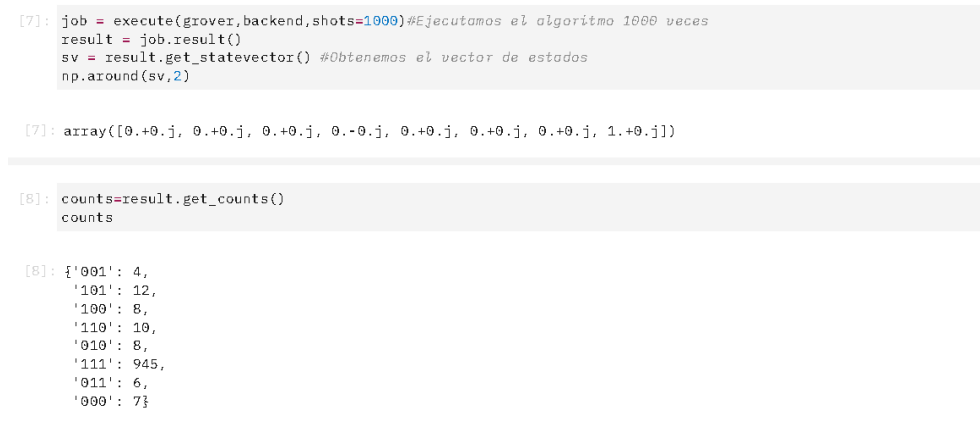 [7]: job = execute(grover,backend,shots=1000)#Ejecutamos el algoritmo 1000 veces
result = job.result()
sv = result.get_statevector() #Obtenemos el vector de estados
np.around(sv,2)
[7]: array([0.+0.j, 0.+0.j, 0.+0.j, 0.-0.j, 0.+0.j, 0.+0.j, 0.+0.j, 1.+0.j])
[8]: counts=result.get_counts()
counts
[8]: {'001': 4,
'101': 12,
'100': 8,
'110': 10,
'010': 8,
'111': 945,
'011': 6,
'000': 7}